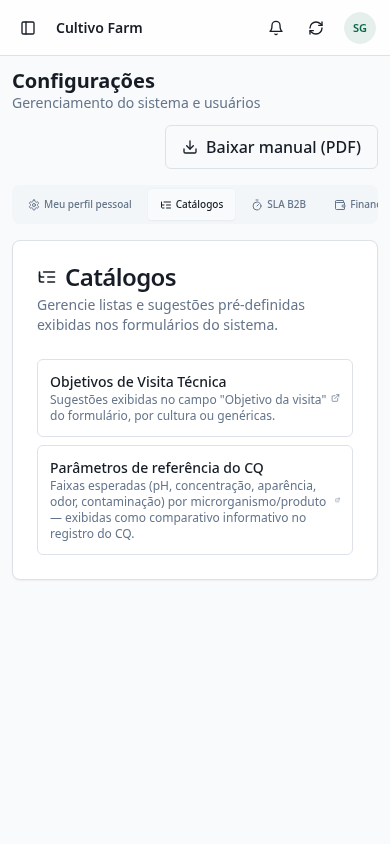 Cultivo Farm
SG
Configurações
Gerenciamento do sistema e usuários
Baixar manual (PDF)
Meu perfil pessoal
Catálogos
SLA B2B
Financ
Catálogos
Gerencie listas e sugestões pré-definidas
exibidas nos formulários do sistema.
Objetivos de Visita Técnica
Sugestões exibidas no campo "Objetivo da visita"
do formulário, por cultura ou genéricas.
Parâmetros de referência do CQ
Faixas esperadas (pH, concentração, aparência,
odor, contaminação) por microrganismo/produto
— exibidas como comparativo informativo no
registro do CQ.